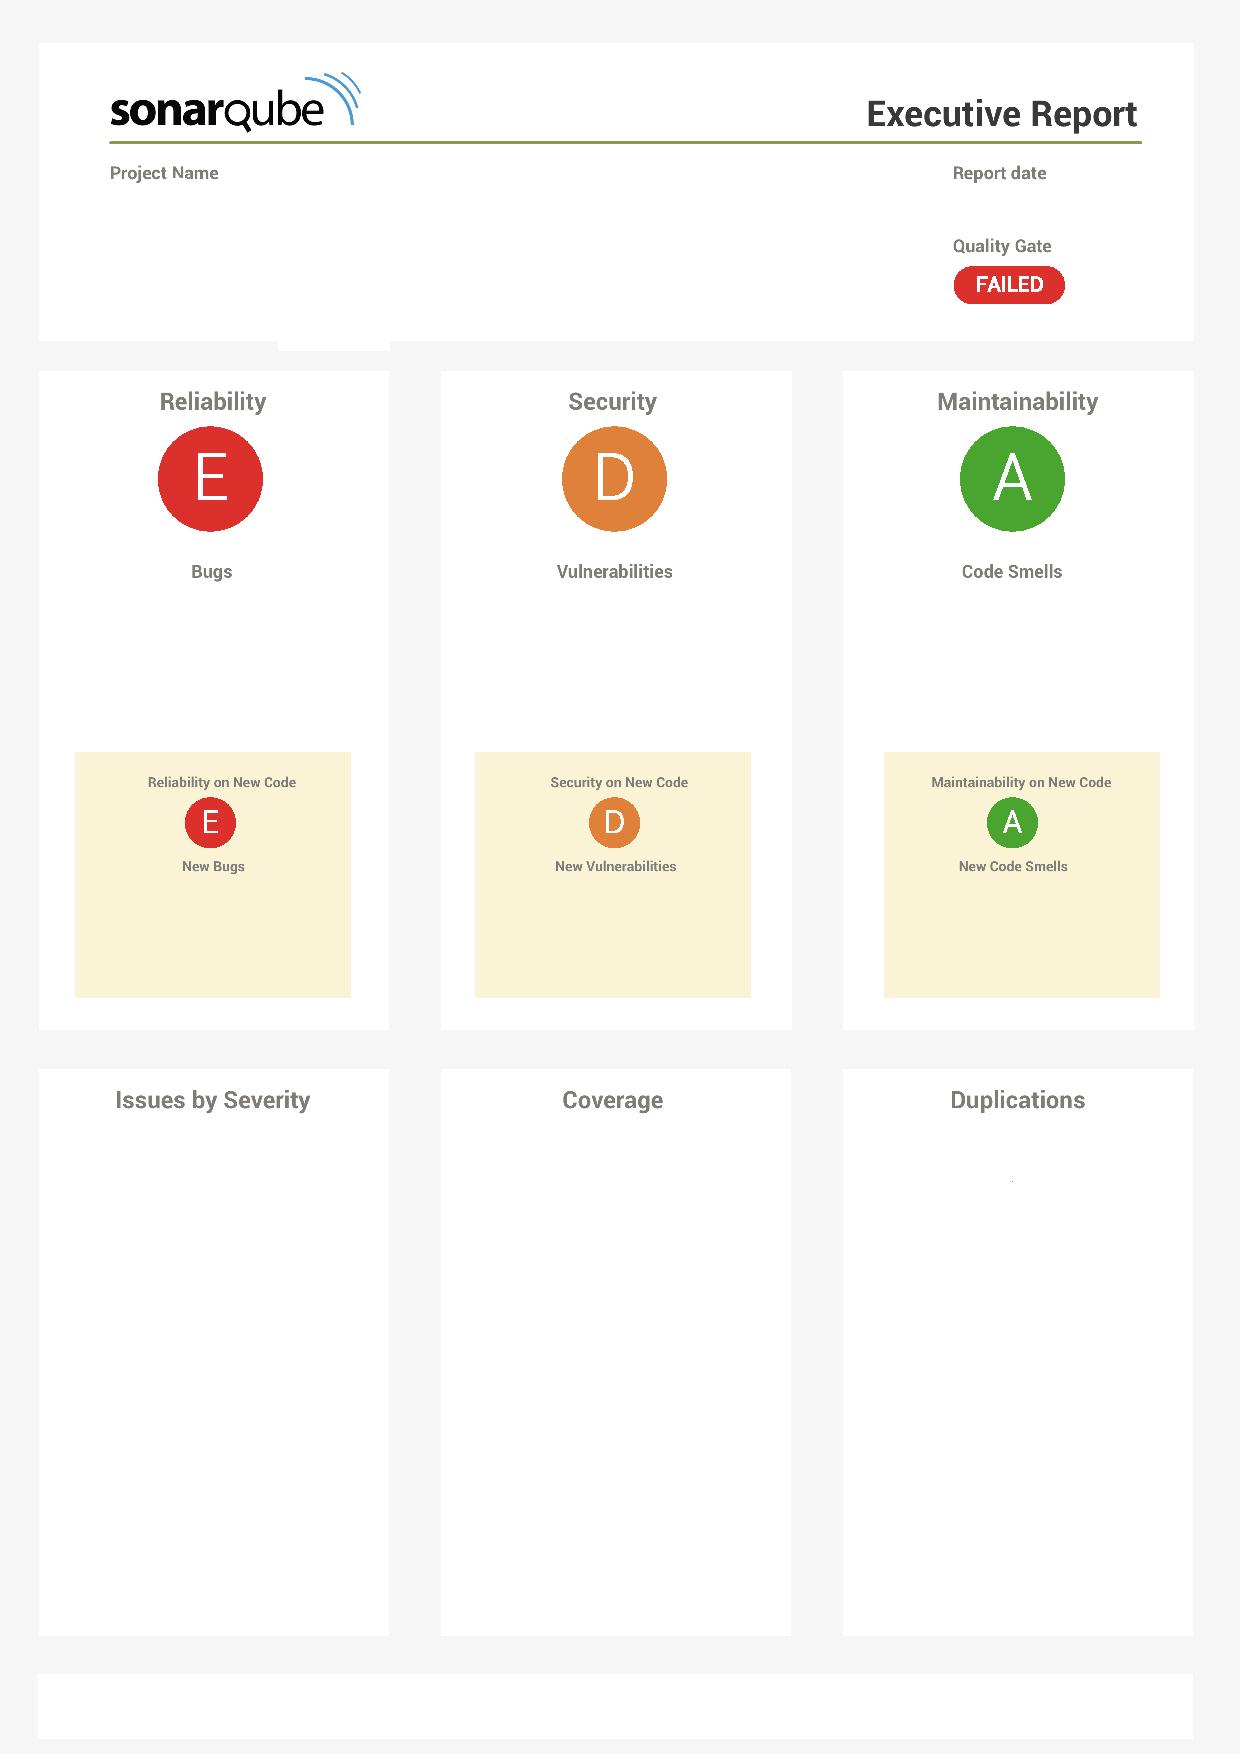 sonarqube
Executive Report
Project Name
Report date
Quality Gate
FAILED
Reliability
E
Bugs
Reliability on New Code
E
New Bugs
Security
D
Vulnerabilities
Security on New Code
D
New Vulnerabilities
Maintainability
A
Code Smells
Maintainability on New Code
A
New Code Smells
Issues by Severity
Coverage
Duplications